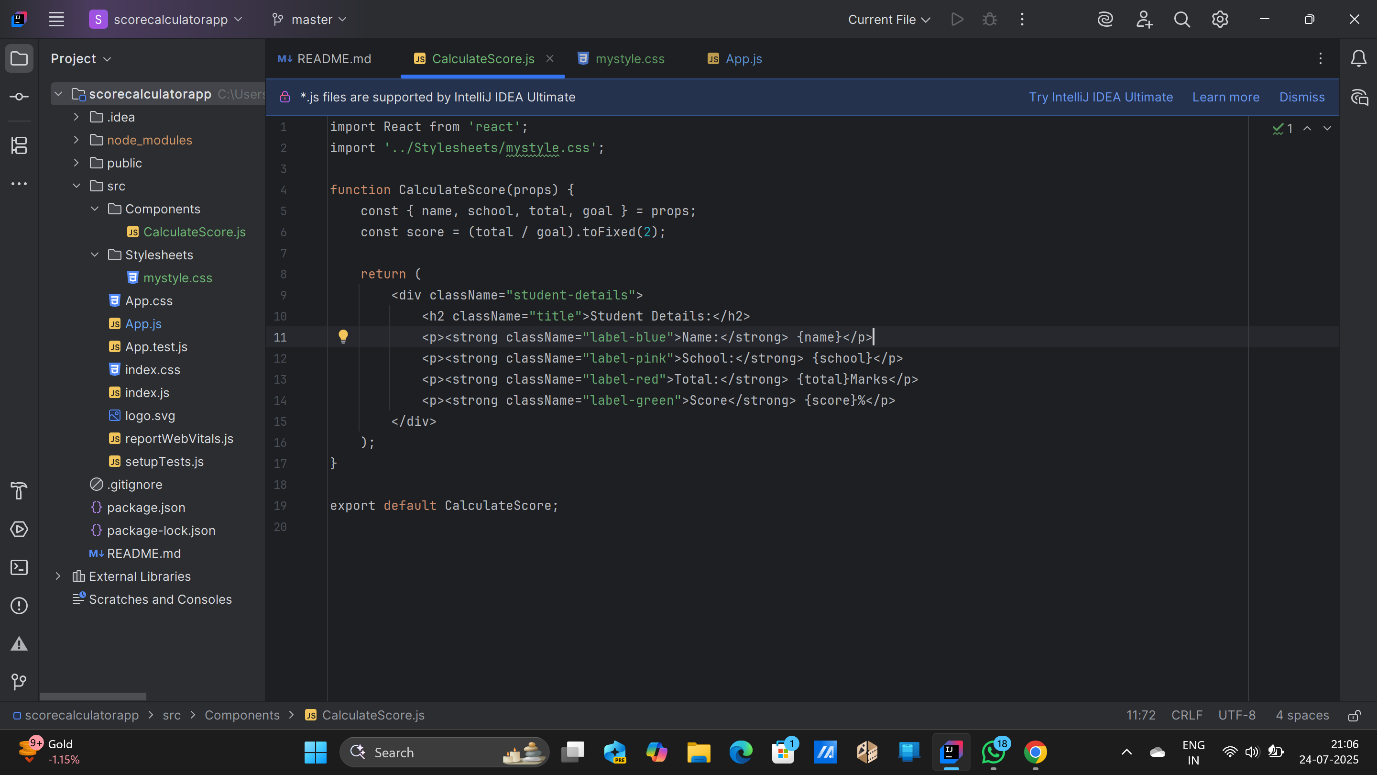 S scorecalculatorapp master Current File
Project
README.md CalculateScore.js mystyle.css App.js
*.js files are supported by IntelliJ IDEA Ultimate Try IntelliJ IDEA Ultimate Learn more Dismiss
scorecalculatorapp C:\Users
.idea
node_modules
public
src
Components
CalculateScore.js
Stylesheets
mystyle.css
App.css
App.js
App.test.js
index.css
index.js
logo.svg
reportWebVitals.js
setupTests.js
.gitignore
package.json
package-lock.json
README.md
External Libraries
Scratches and Consoles
1 import React from 'react';
2 import '../Stylesheets/mystyle.css';
3
4 function CalculateScore(props) {
5 const { name, school, total, goal } = props;
6 const score = (total / goal).toFixed(2);
7
8 return (
9 <div className="student-details">
10 <h2 className="title">Student Details:</h2>
11 <p><strong className="label-blue">Name:</strong> {name}</p>
12 <p><strong className="label-pink">School:</strong> {school}</p>
13 <p><strong className="label-red">Total:</strong> {total}Marks</p>
14 <p><strong className="label-green">Score</strong> {score}%</p>
15 </div>
16 );
17 }
18
19 export default CalculateScore;
20
1
scorecalculatorapp > src > Components > CalculateScore.js 11:72 CRLF UTF-8 4 spaces
9+ Gold
-1.15%
Search
PRE
1
18
ENG
IN
21:06
24-07-2025